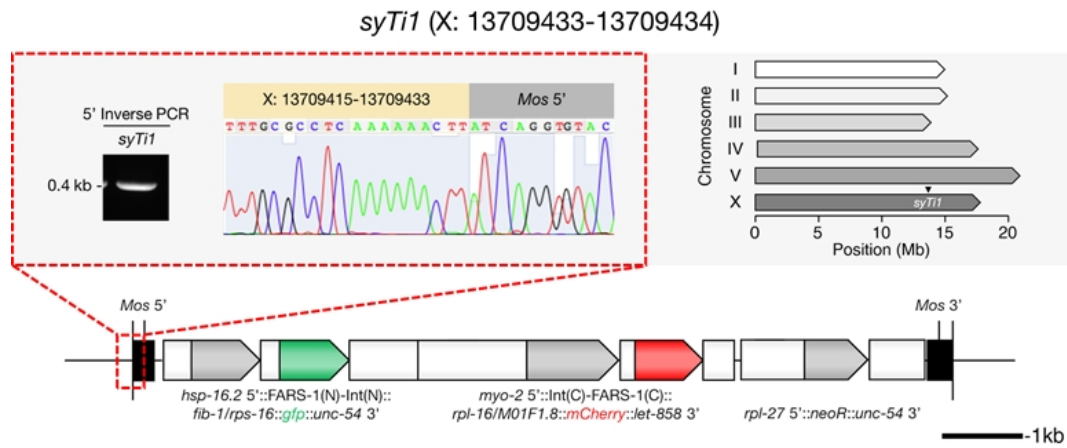 syTi1 (X: 13709433-13709434)
5’ Inverse PCR
syTi1
0.4 kb
X: 13709415-13709433
Mos 5’
T T T G C G C C T C A A A A A A C T T A T C A G G T G T A C
Chromosome
I
II
III
IV
V
X
syTi1
0 5 10 15 20
Position (Mb)
Mos 5’
Mos 3’
hsp-16.2 5’::FARS-1(N)-Int(N)::
fib-1/rps-16::gfp::unc-54 3’
myo-2 5’::Int(C)-FARS-1(C)::
rpl-16/M01F1.8::mCherry::let-858 3’
rpl-27 5’::neoR::unc-54 3’
-1kb